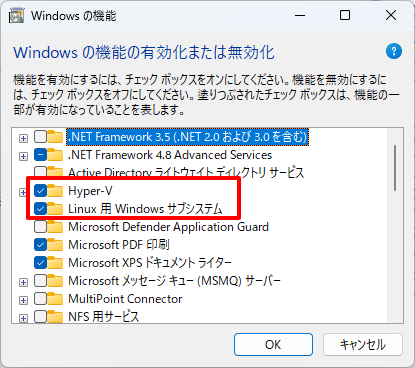 Windows の機能
Windows の機能の有効化または無効化
機能を有効にするには、チェック ボックスをオンにしてください。機能を無効にするに
は、チェック ボックスをオフにしてください。塗りつぶされたチェック ボックスは、機能の一
部が有効になっていることを表します。
.NET Framework 3.5 (.NET 2.0 および 3.0 を含む)
.NET Framework 4.8 Advanced Services
Active Directory ライトウェイト ディレクトリ サービス
Hyper-V
Linux 用 Windows サブシステム
Microsoft Defender Application Guard
Microsoft PDF 印刷
Microsoft XPS ドキュメント ライター
Microsoft メッセージ キュー (MSMQ) サーバー
MultiPoint Connector
NFS 用サービス
OK
キャンセル